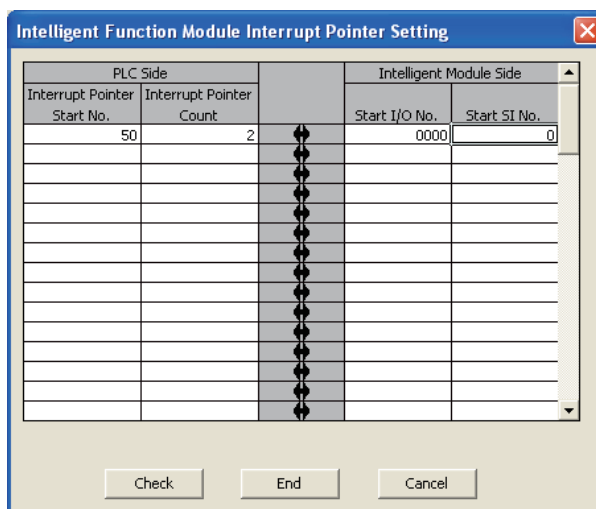 Intelligent Function Module Interrupt Pointer Setting
PLC Side Intelligent Module Side
Interrupt Pointer Interrupt Pointer
Start No. Count Start I/O No. Start SI No.
50 2 0000 0
Check End Cancel